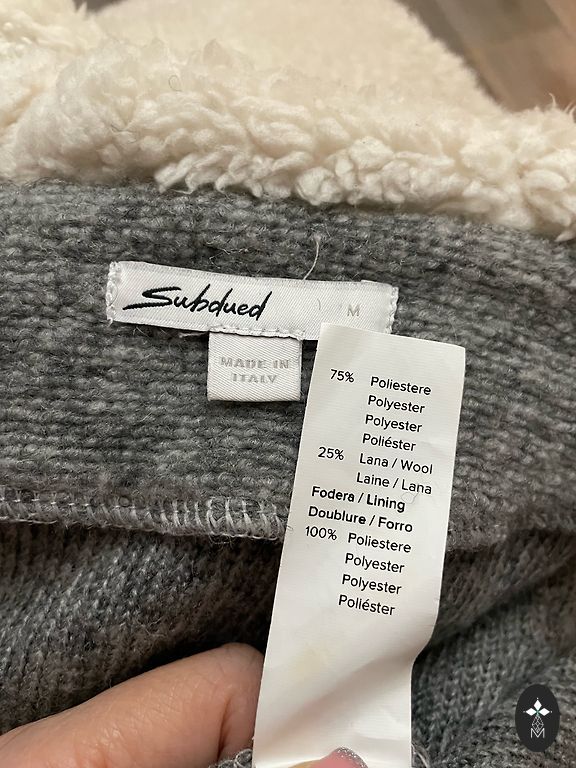 Subdued
M
MADE IN
ITALY
75% Poliestere
Polyester
Polyester
Poliéster
25% Lana / Wool
Laine / Lana
Fodera / Lining
Doublure / Forro
100% Poliestere
Polyester
Polyester
Poliéster
M